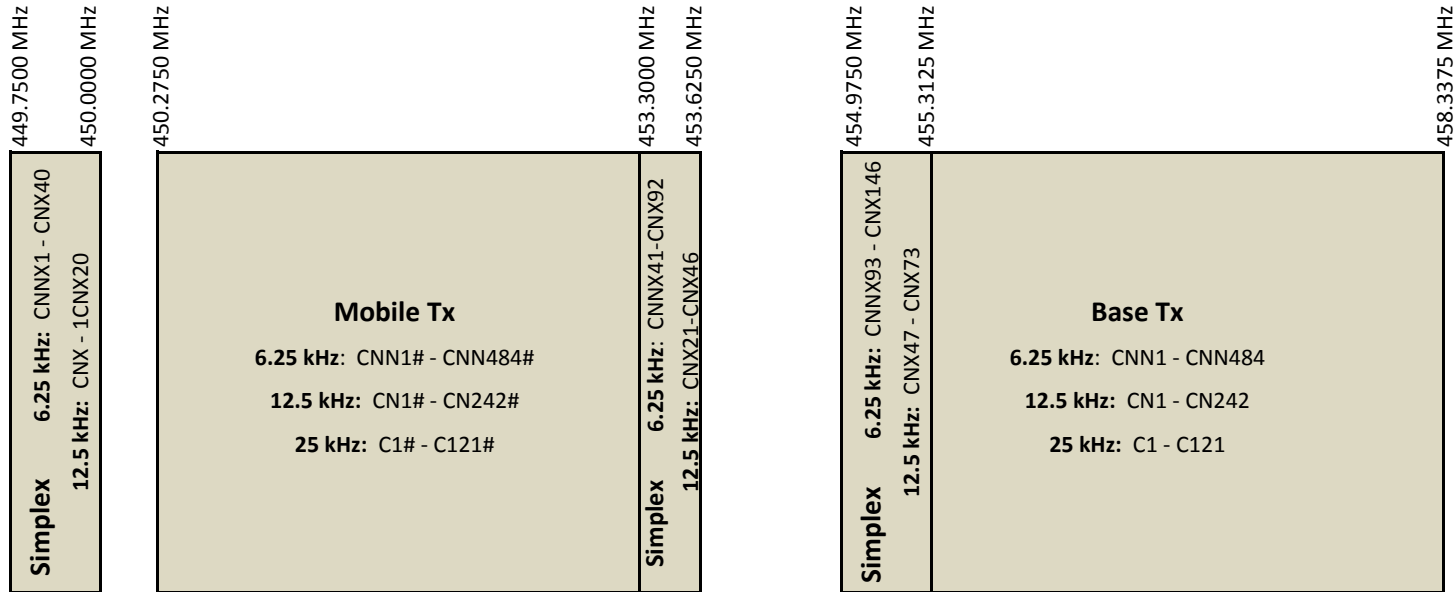 449.7500 MHz
450.0000 MHz
450.2750 MHz
453.3000 MHz
453.6250 MHz
454.9750 MHz
455.3125 MHz
458.3375 MHz
Simplex 6.25 kHz: CNNX1 - CNX40
12.5 kHz: CNX - 1CNX20
Mobile Tx
6.25 kHz: CNN1# - CNN484#
12.5 kHz: CN1# - CN242#
25 kHz: C1# - C121#
Simplex 6.25 kHz: CNNX41-CNX92
12.5 kHz: CNX21-CNX46
Simplex 6.25 kHz: CNNX93 - CNX146
12.5 kHz: CNX47 - CNX73
Base Tx
6.25 kHz: CNN1 - CNN484
12.5 kHz: CN1 - CN242
25 kHz: C1 - C121